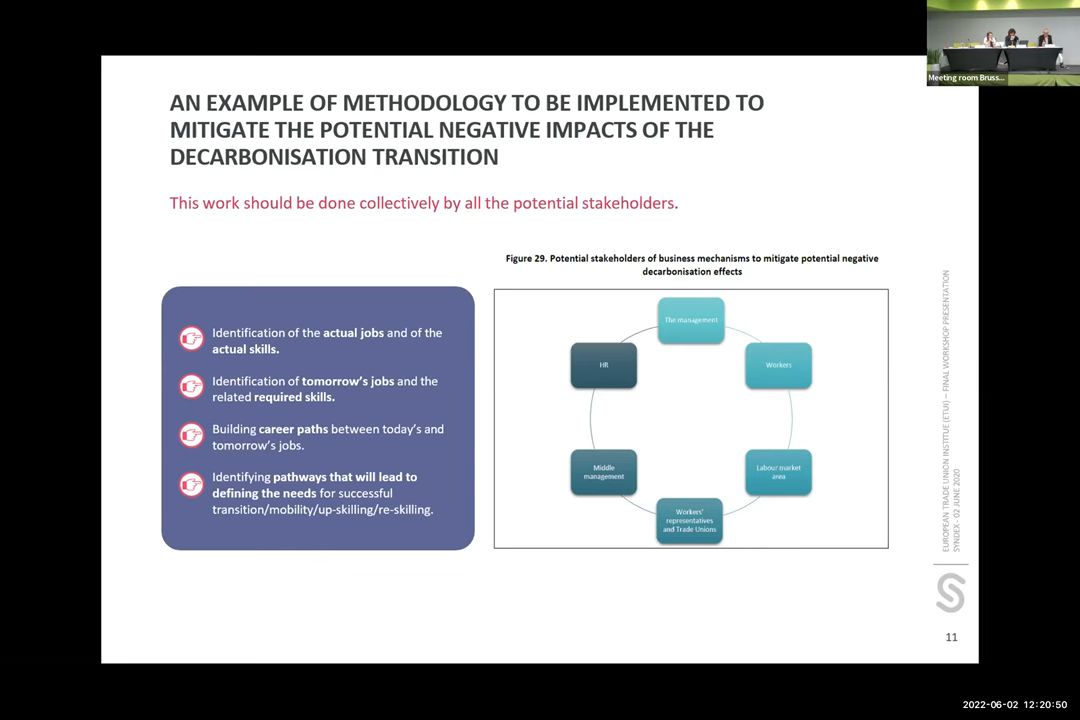 Meeting room Bruss...
AN EXAMPLE OF METHODOLOGY TO BE IMPLEMENTED TO
MITIGATE THE POTENTIAL NEGATIVE IMPACTS OF THE
DECARBONISATION TRANSITION
This work should be done collectively by all the potential stakeholders.
Identification of the actual jobs and of the
actual skills.
Identification of tomorrow's jobs and the
related required skills.
Building career paths between today's and
tomorrow's jobs.
Identifying pathways that will lead to
defining the needs for successful
transition/mobility/up-skilling/re-skilling.
Figure 29. Potential stakeholders of business mechanisms to mitigate potential negative
decarbonisation effects
The management
Workers
Labour market
area
Workers'
representatives
and Trade Unions
Middle
management
HR
EUROPEAN TRADE UNION INSTITUE (ETUI) – FINAL WORKSHOP PRESENTATION
SYNDEX - 02 JUNE 2020
11
2022-06-02 12:20:50